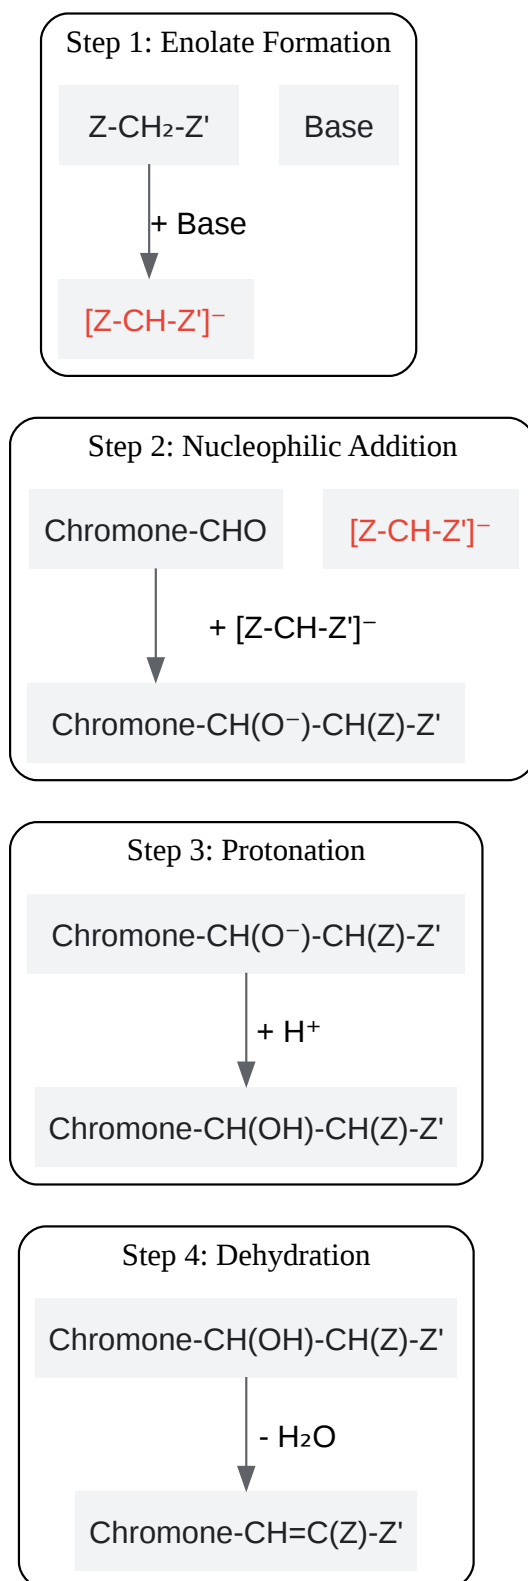 Step 1: Enolate Formation
Z-CH₂-Z' Base
+ Base
[Z-CH-Z']⁻
Step 2: Nucleophilic Addition
Chromone-CHO [Z-CH-Z']⁻
+ [Z-CH-Z']⁻
Chromone-CH(O⁻)-CH(Z)-Z'
Step 3: Protonation
Chromone-CH(O⁻)-CH(Z)-Z'
+ H⁺
Chromone-CH(OH)-CH(Z)-Z'
Step 4: Dehydration
Chromone-CH(OH)-CH(Z)-Z'
- H₂O
Chromone-CH=C(Z)-Z'